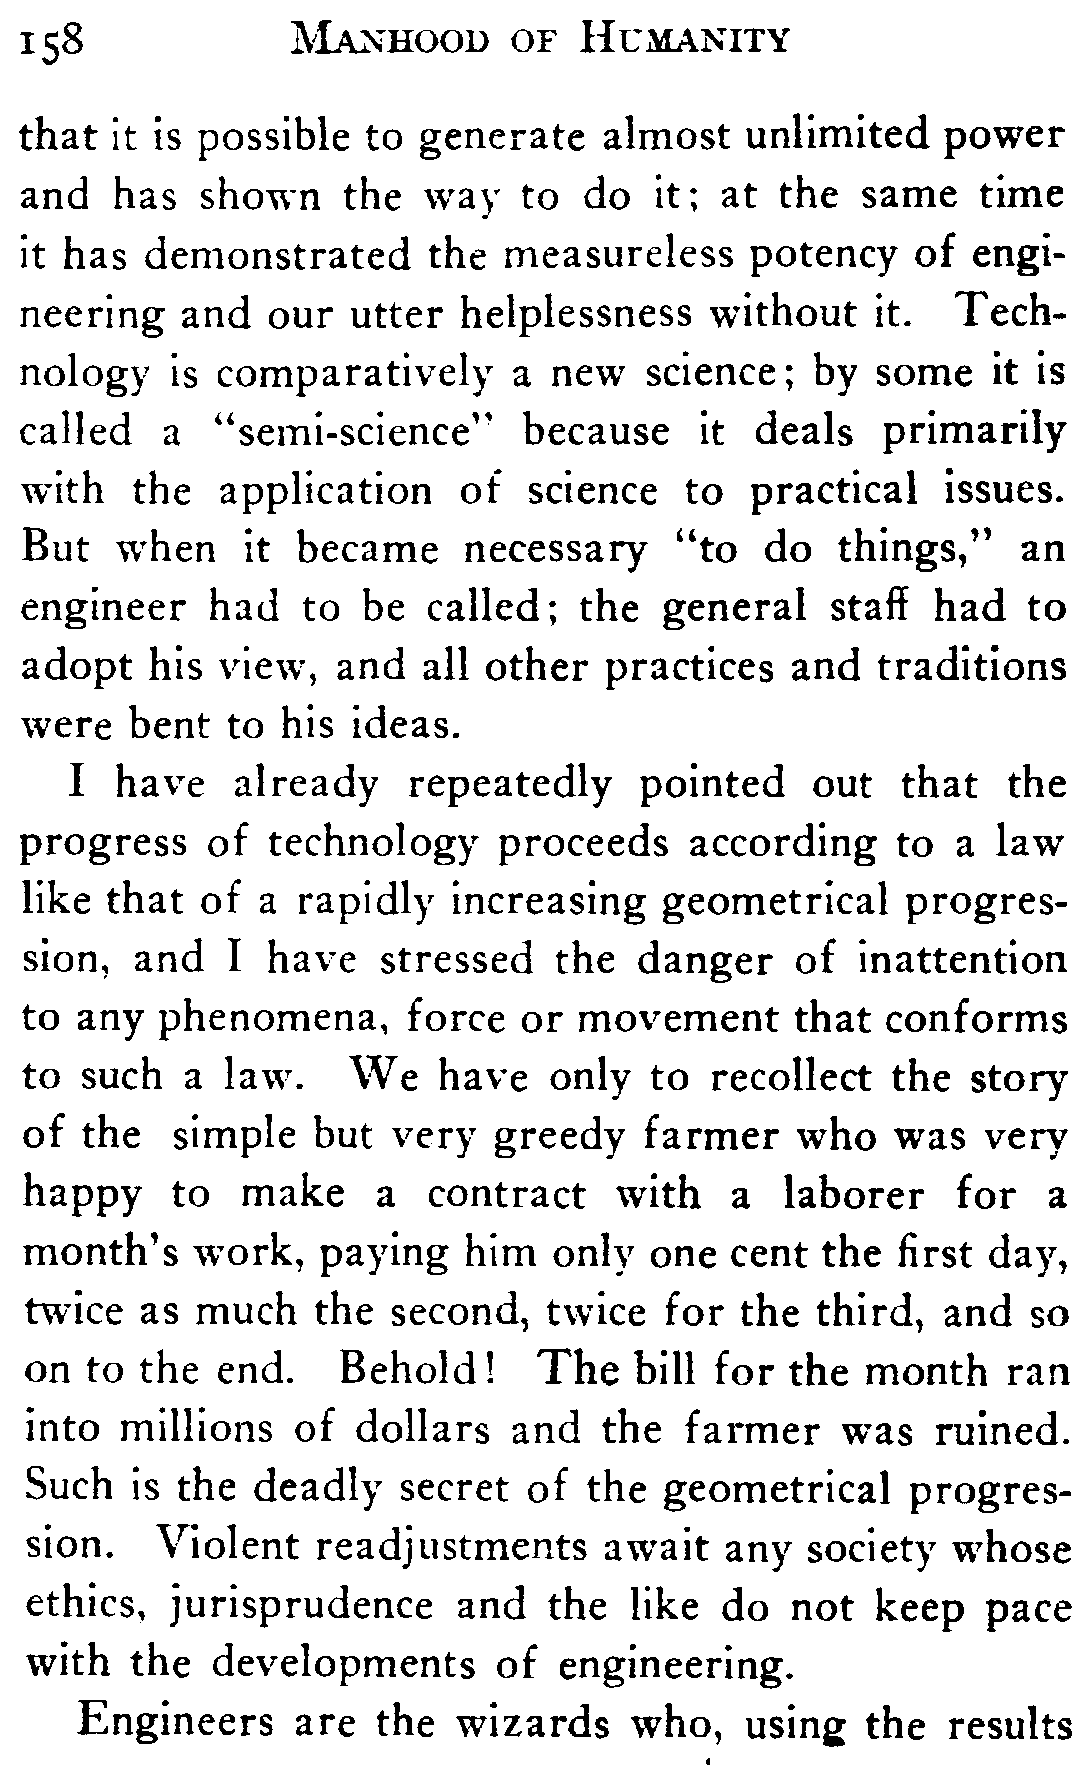 158 MANHOOD OF HUMANITY
that it is possible to generate almost unlimited power
and has shown the way to do it; at the same time
it has demonstrated the measureless potency of engi-
neering and our utter helplessness without it. Tech-
nology is comparatively a new science; by some it is
called a "semi-science" because it deals primarily
with the application of science to practical issues.
But when it became necessary "to do things," an
engineer had to be called; the general staff had to
adopt his view, and all other practices and traditions
were bent to his ideas.
I have already repeatedly pointed out that the
progress of technology proceeds according to a law
like that of a rapidly increasing geometrical progres-
sion, and I have stressed the danger of inattention
to any phenomena, force or movement that conforms
to such a law. We have only to recollect the story
of the simple but very greedy farmer who was very
happy to make a contract with a laborer for a
month's work, paying him only one cent the first day,
twice as much the second, twice for the third, and so
on to the end. Behold! The bill for the month ran
into millions of dollars and the farmer was ruined.
Such is the deadly secret of the geometrical progres-
sion. Violent readjustments await any society whose
ethics, jurisprudence and the like do not keep pace
with the developments of engineering.
Engineers are the wizards who, using the results